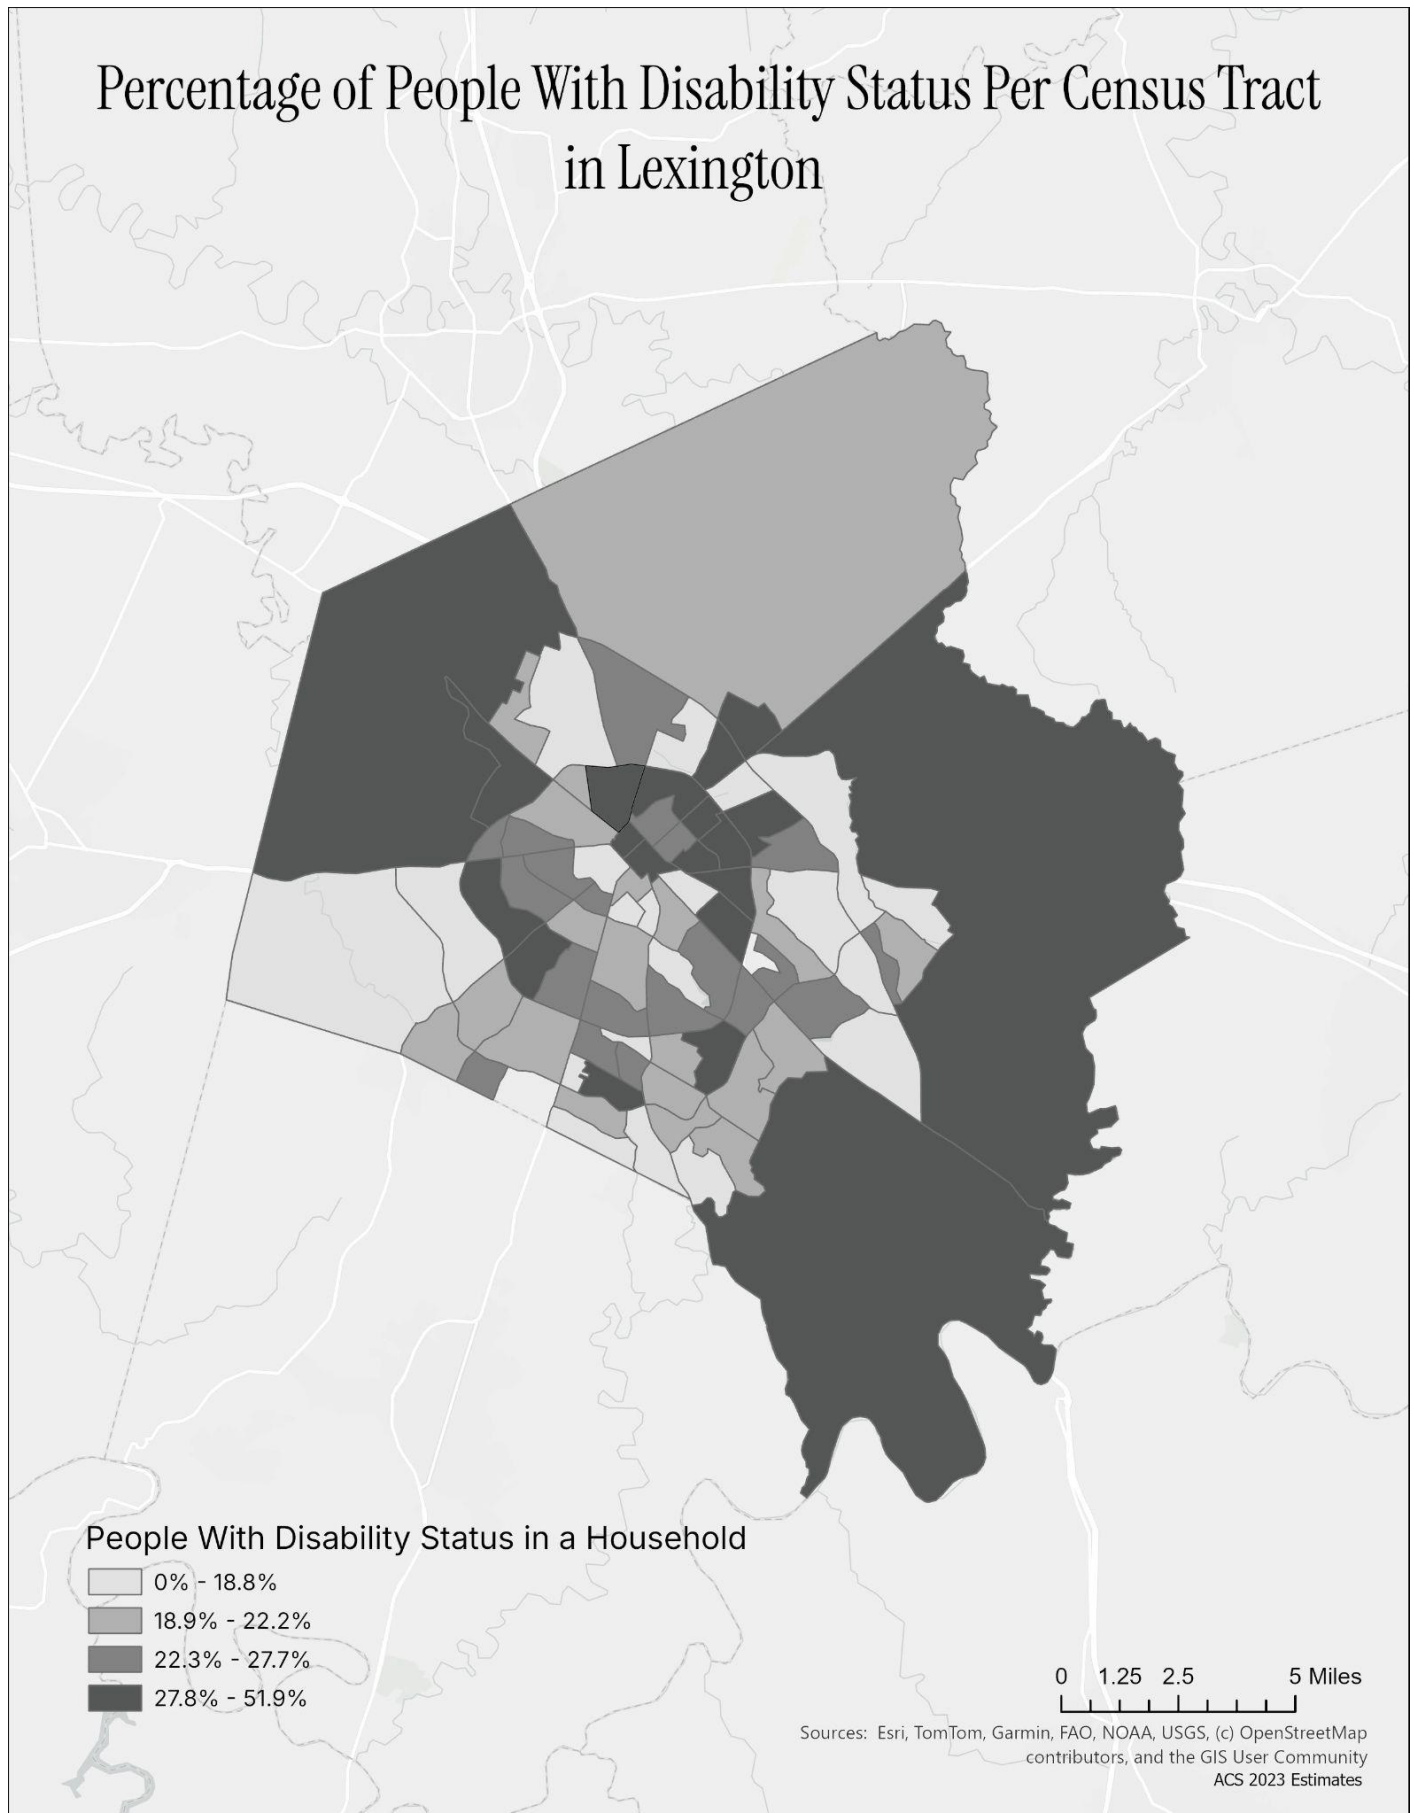 Percentage of People With Disability Status Per Census Tract
in Lexington
People With Disability Status in a Household
0% - 18.8%
18.9% - 22.2%
22.3% - 27.7%
27.8% - 51.9%
0 1.25 2.5 5 Miles
Sources: Esri, TomTom, Garmin, FAO, NOAA, USGS, (c) OpenStreetMap
contributors, and the GIS User Community
ACS 2023 Estimates